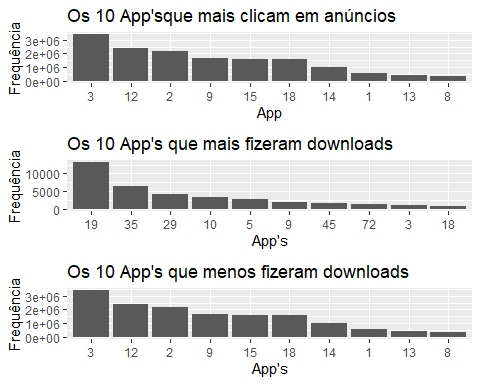 Os 10 App'sque mais clicam em anúncios
Frequência
3e+06
2e+06
1e+06
0e+00
3 12 2 9 15 18 14 1 13 8
App
Os 10 App's que mais fizeram downloads
Frequência
10000
5000
0
19 35 29 10 5 9 45 72 3 18
App's
Os 10 App's que menos fizeram downloads
Frequência
3e+06
2e+06
1e+06
0e+00
3 12 2 9 15 18 14 1 13 8
App's